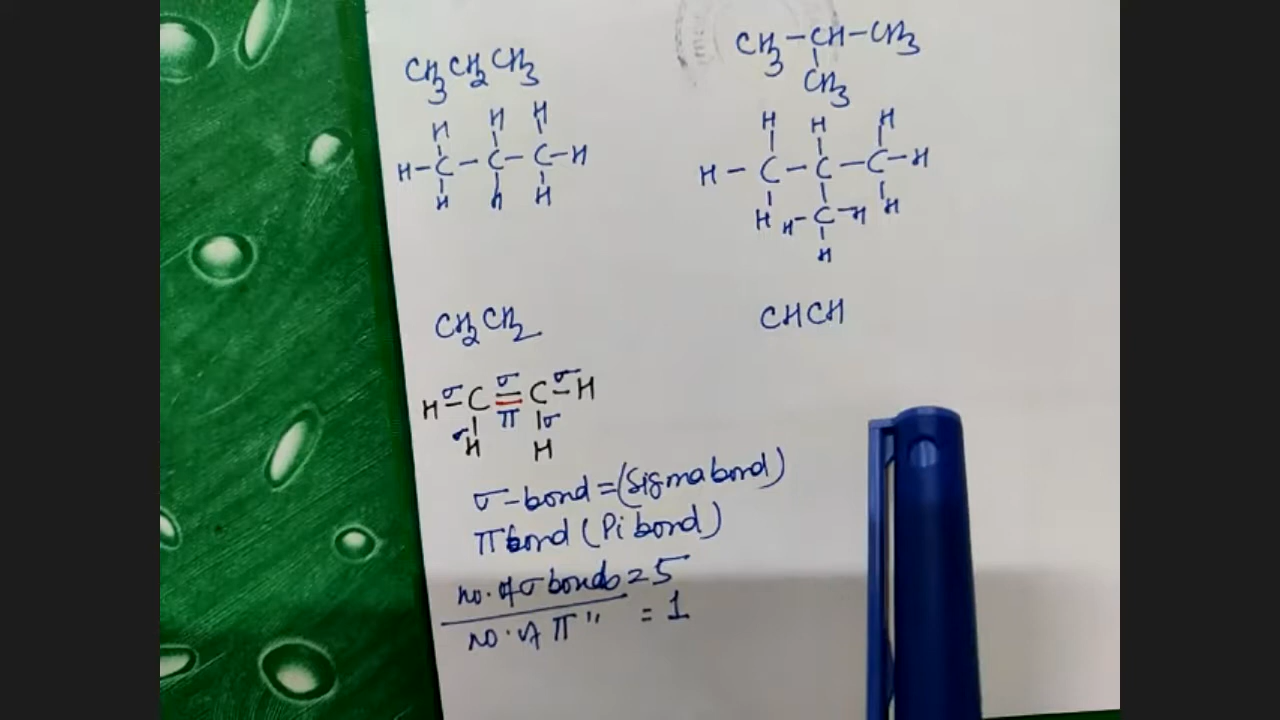 CH3CH2CH3
H H H
H-C-C-C-H
H h H
CH3-CH-CH3
CH3
H H H
H-C-C-C-H
H H-C-H H
H
CH2CH2
σ σ σ
H-C=C-H
σ π σ
H H
σ-bond=(Sigma bond)
π bond (Pi bond)
no. of σ bonds = 5
no. of π " = 1
CHCH